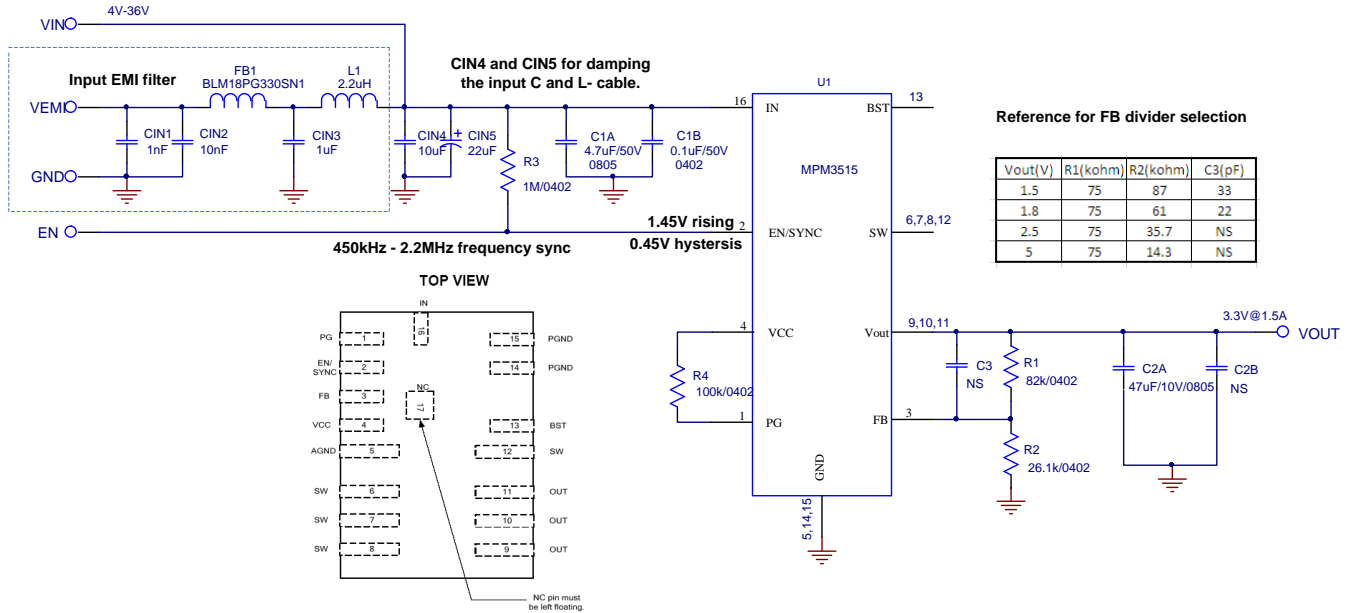 VIN
4V-36V
Input EMI filter
FB1
BLM18PG330SN1
L1
2.2uH
VEMI
CIN1
1nF
CIN2
10nF
CIN3
1uF
GND
CIN4 and CIN5 for damping
the input C and L- cable.
CIN4
10uF
CIN5
22uF
R3
1M/0402
C1A
4.7uF/50V
0805
C1B
0.1uF/50V
0402
EN
450kHz - 2.2MHz frequency sync
1.45V rising
0.45V hystersis
U1
MPM3515
16
IN
BST
13
2
EN/SYNC
SW
6,7,8,12
4
VCC
Vout
9,10,11
1
PG
FB
3
GND
5,14,15
R4
100k/0402
Reference for FB divider selection
Vout(V) R1(kohm) R2(kohm) C3(pF)
1.5 75 87 33
1.8 75 61 22
2.5 75 35.7 NS
5 75 14.3 NS
3.3V@1.5A
VOUT
C3
NS
R1
82k/0402
C2A
47uF/10V/0805
C2B
NS
R2
26.1k/0402
TOP VIEW
IN
16
PG 1 15 PGND
EN/
SYNC 2 14 PGND
FB 3
NC
17
VCC 4 13 BST
AGND 5 12 SW
SW 6 11 OUT
SW 7 10 OUT
SW 8 9 OUT
NC pin must
be left floating.